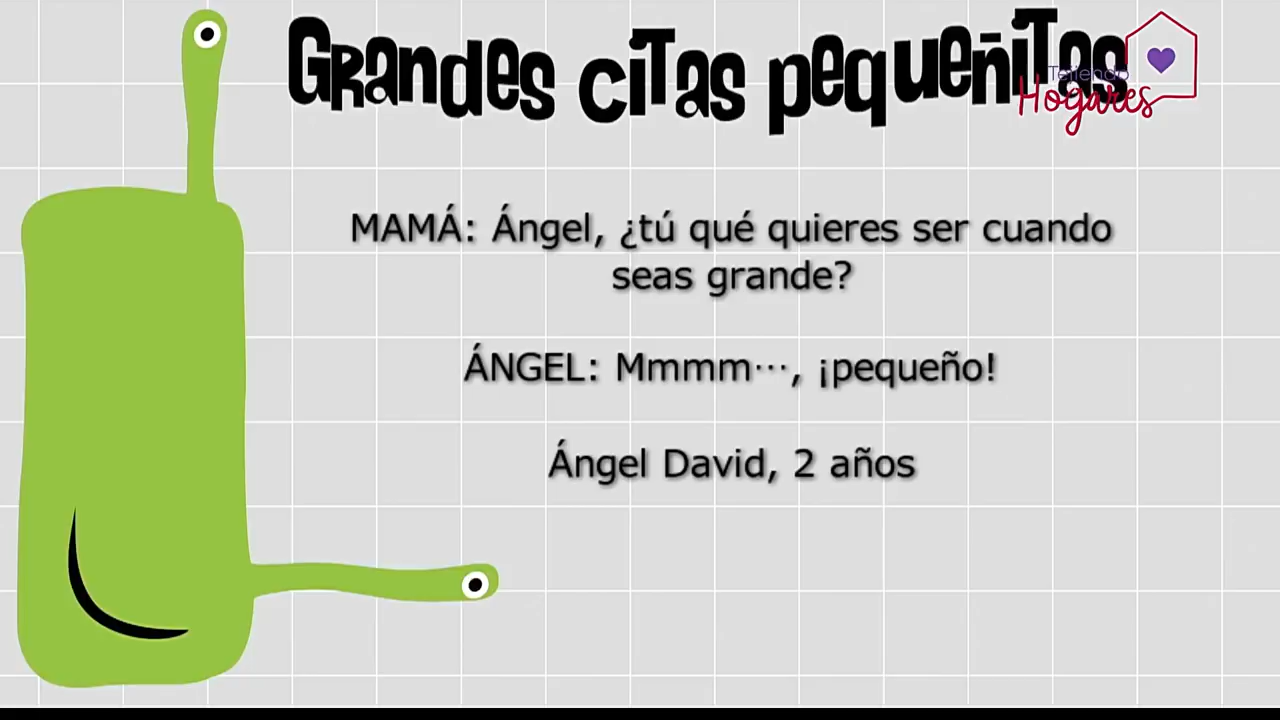 Grandes citas pequeñitas
Tejiendo
Hogares
MAMÁ: Ángel, ¿tú qué quieres ser cuando
seas grande?
ÁNGEL: Mmmm···, ¡pequeño!
Ángel David, 2 años